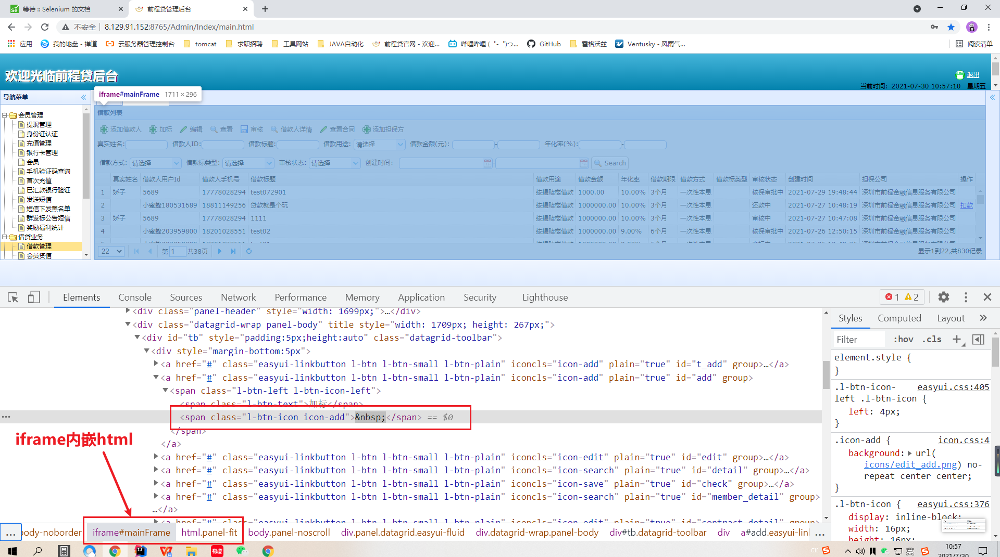 等待 :: Selenium 的文档
前程贷管理后台
不安全
8.129.91.152:8765/Admin/Index/main.html
应用
我的地盘 - 禅道
云服务器管理控制台
tomcat
求职招聘
工具网站
JAVA自动化
前程贷官网 - 欢迎...
哔哩哔哩 (゜-゜)つ...
GitHub
霍格沃兹
Ventusky - 风雨气...
阅读清单
欢迎光临前程贷后台
退出
当前时间: 2021-07-30 10:57:10 星期五
导航菜单
iframe#mainFrame 1711 × 296
会员管理
提现管理
身份证认证
充值管理
银行卡管理
会员
手机验证码查询
首次充值
已汇款银行验证
发送短信
短信下发黑名单
群发标公告短信
奖励福利统计
借贷业务
借款管理
会员资信
借款列表
添加借款人 加标 编辑 查看 审核 借款人详情 查看合同 添加担保方
真实姓名: 借款人ID: 借款标题: 借款用途: 请选择 借款金额(元): - 年化率(%): -
借款方式: 请选择 借款标类型: 请选择 审核状态: 请选择 创建时间: - Search
真实姓名 借款人用户Id 借款人手机号 借款标题 借款用途 借款金额 年化率 借款期限 借款方式 借款标类型 审核状态 创建时间 担保公司 操作
1 娇子 5689 17778028294 test072901 按揭赎楼借款 1000.00 10.00% 3个月 一次性本息 核保审批中 2021-07-29 19:48:44 深圳市前程金融信息服务有限公司
2 小蜜蜂180531689 18811149256 贷款就是个玩 按揭赎楼借款 1000000.00 10.00% 3个月 一次性本息 还款中 2021-07-27 10:48:19 深圳市前程金融信息服务有限公司 扣款
3 娇子 5689 17778028294 1111 按揭赎楼借款 1000000.00 10.00% 3个月 一次性本息 审核中 2021-07-27 10:47:08 深圳市前程金融信息服务有限公司
4 小蜜蜂203959800 18201028551 test02 按揭赎楼借款 1000000.00 9.00% 6个月 一次性本息 核保审批中 2021-07-26 12:50:15 深圳市前程金融信息服务有限公司
22 第 1 共38页 显示1到22,共830记录
Elements Console Sources Network Performance Memory Application Security Lighthouse 1 2
<div class="panel-header" style="width: 1699px;">…</div>
<div class="datagrid-wrap panel-body" title style="width: 1709px; height: 267px;">
<div id="tb" style="padding:5px;height:auto" class="datagrid-toolbar">
<div style="margin-bottom:5px">
<a href="#" class="easyui-linkbutton l-btn l-btn-small l-btn-plain" iconcls="icon-add" plain="true" id="t_add" group>…</a>
<a href="#" class="easyui-linkbutton l-btn l-btn-small l-btn-plain" iconcls="icon-add" plain="true" id="add" group>
<span class="l-btn-left l-btn-icon-left">
<span class="l-btn-text">加标</span>
<span class="l-btn-icon icon-add">&nbsp;</span> == $0
</span>
</a>
<a href="#" class="easyui-linkbutton l-btn l-btn-small l-btn-plain" iconcls="icon-edit" plain="true" id="edit" group>…</a>
<a href="#" class="easyui-linkbutton l-btn l-btn-small l-btn-plain" iconcls="icon-search" plain="true" id="detail" group>…</a>
<a href="#" class="easyui-linkbutton l-btn l-btn-small l-btn-plain" iconcls="icon-save" plain="true" id="check" group>…</a>
<a href="#" class="easyui-linkbutton l-btn l-btn-small l-btn-plain" iconcls="icon-search" plain="true" id="member_detail" group>
…</a>
<a href="#" class="easyui-linkbutton l-btn l-btn-small l-btn-plain" iconcls="icon-edit" plain="true" id="contract_detail" group>
iframe内嵌html
... body-noborder iframe#mainFrame html.panel-fit body.panel-noscroll div.panel.datagrid.easyui-fluid div.datagrid-wrap.panel-body div#tb.datagrid-toolbar div a#add.easyui-linl ...
Styles Computed Layout
Filter :hov .cls
element.style {
}
.l-btn-icon- easyui.css:405
left .l-btn-icon {
left: 4px;
}
.icon-add { icon.css:4
background: url(
icons/edit_add.png) no-
repeat center center;
}
.l-btn-icon { easyui.css:376
display: inline-block;
width: 16px;
height: 16px;
有道
CH
英
10:57
2021/7/30